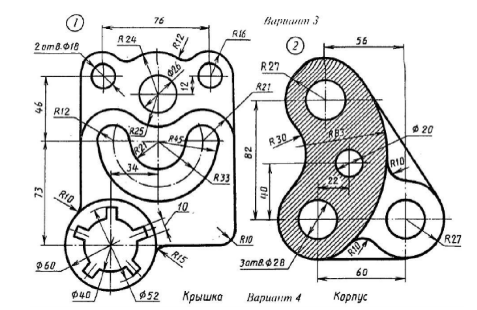 1
76
Вариант 3
R24
R12
R16
2 отв. Ф18
Ф26
12
46
R12
R25
R21
R45
R21
34
R33
73
R10
10
R10
R15
Ф60
Ф40
Ф52
Крышка
2
56
R27
R30
Ф20
82
R10
22
40
R10
R27
3 отв. Ф28
60
Вариант 4
Корпус